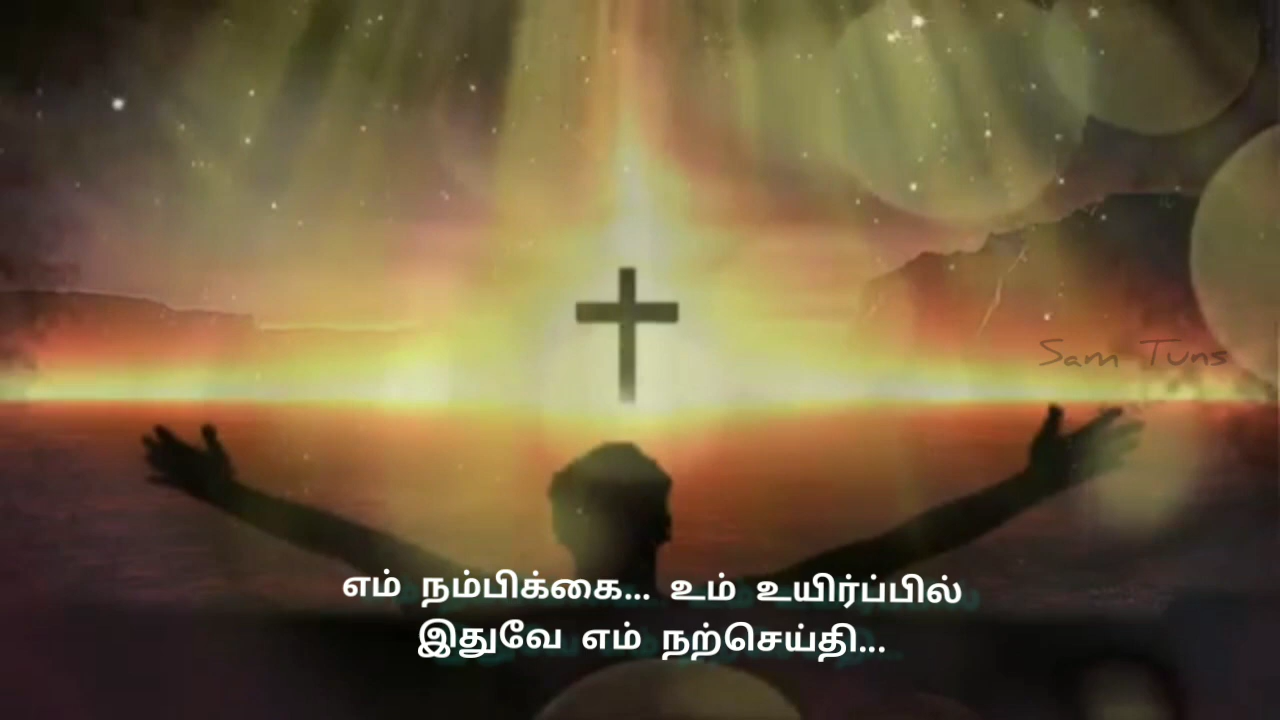 Sam Tuns
எம் நம்பிக்கை... உம் உயிர்ப்பில்
இதுவே எம் நற்செய்தி...